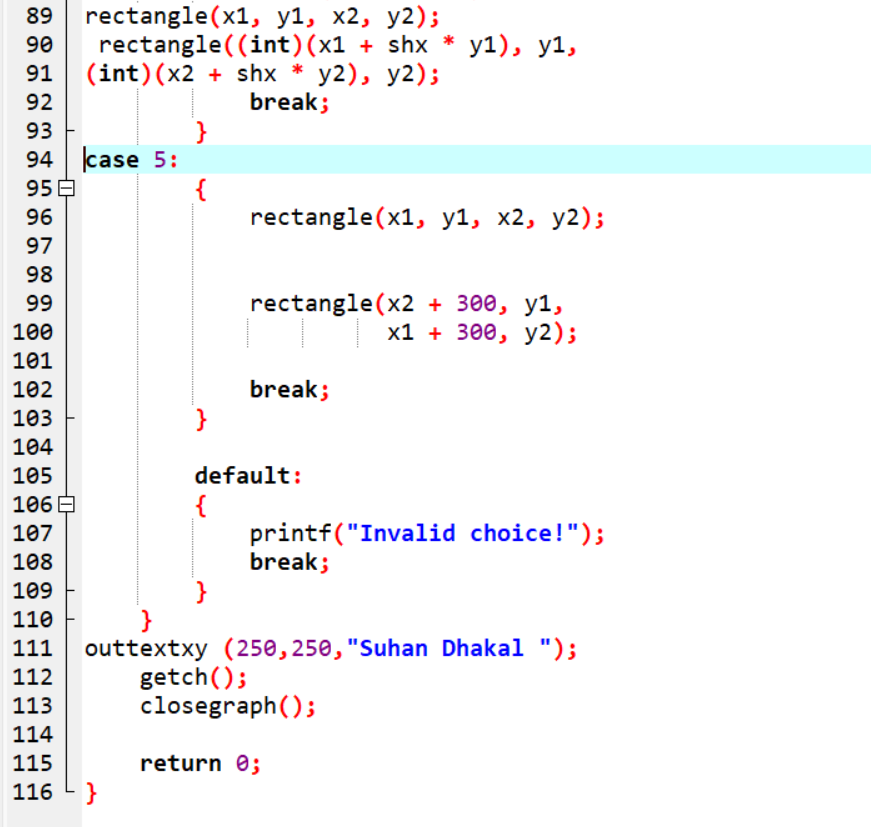 89 rectangle(x1, y1, x2, y2);
90 rectangle((int)(x1 + shx * y1), y1,
91 (int)(x2 + shx * y2), y2);
92 break;
93 }
94 case 5:
95 {
96 rectangle(x1, y1, x2, y2);
97
98
99 rectangle(x2 + 300, y1,
100 x1 + 300, y2);
101
102 break;
103 }
104
105 default:
106 {
107 printf("Invalid choice!");
108 break;
109 }
110 }
111 outtextxy (250,250,"Suhan Dhakal ");
112 getch();
113 closegraph();
114
115 return 0;
116 }